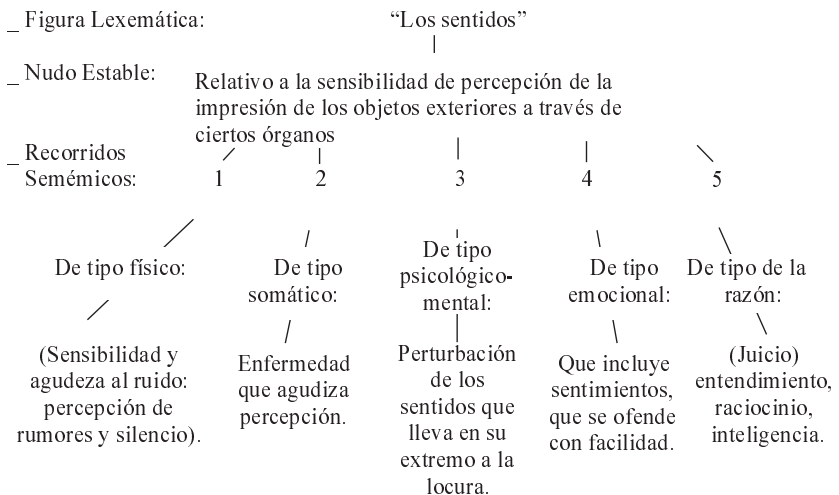 _ Figura Lexemática: “Los sentidos”
_ Nudo Estable: Relativo a la sensibilidad de percepción de la
impresión de los objetos exteriores a través de
ciertos órganos
_ Recorridos
Semémicos: 1 2 3 4 5
De tipo físico:
(Sensibilidad y
agudeza al ruido:
percepción de
rumores y silencio).
De tipo
somático:
Enfermedad
que agudiza
percepción.
De tipo
psicológico-
mental:
Perturbación
de los
sentidos que
lleva en su
extremo a la
locura.
De tipo
emocional:
Que incluye
sentimientos,
que se ofende
con facilidad.
De tipo de la
razón:
(Juicio)
entendimiento,
raciocinio,
inteligencia.